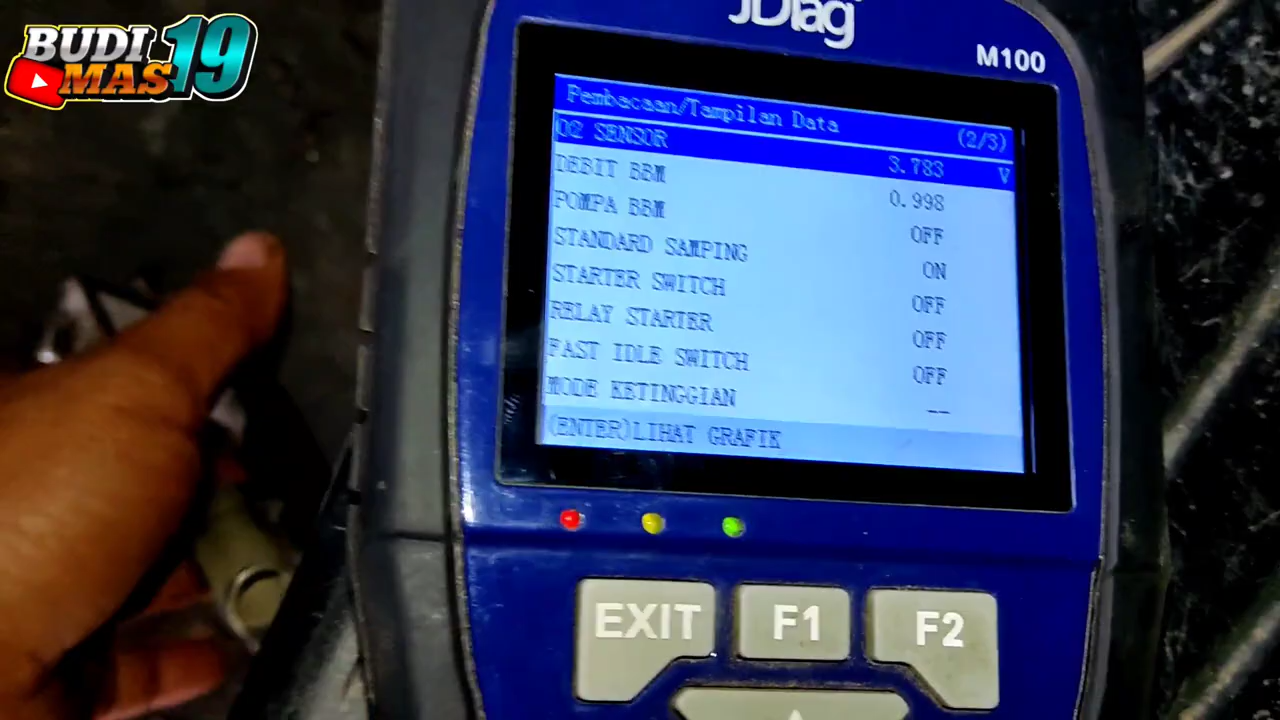 BUDI
MAS19
JDiag
M100
Pembacaan/Tampilan Data (2/3)
O2 SENSOR 3.783 V
DEBIT BBM 0.998
POMPA BBM OFF
STANDARD SAMPING ON
STARTER SWITCH OFF
RELAY STARTER OFF
FAST IDLE SWITCH OFF
MODE KETINGGIAN __
(ENTER)LIHAT GRAFIK
EXIT F1 F2